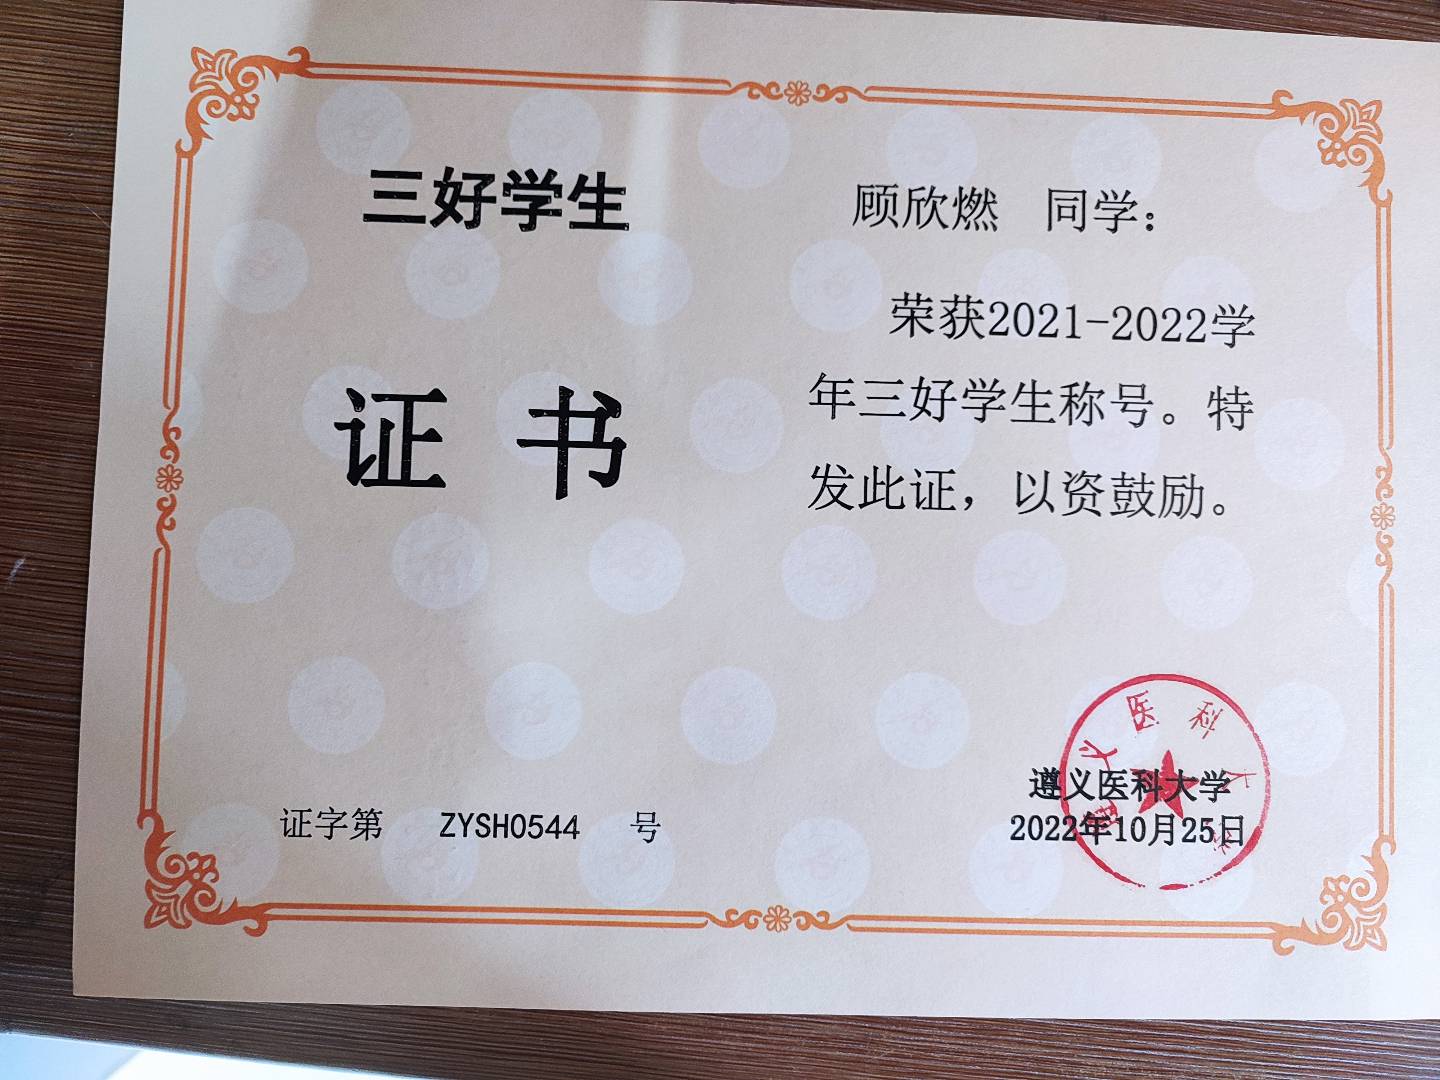 三好学生
证 书
证字第 ZYSH0544 号
顾欣燃 同学：
荣获2021-2022学
年三好学生称号。特
发此证，以资鼓励。
遵义医科大学
2022年10月25日